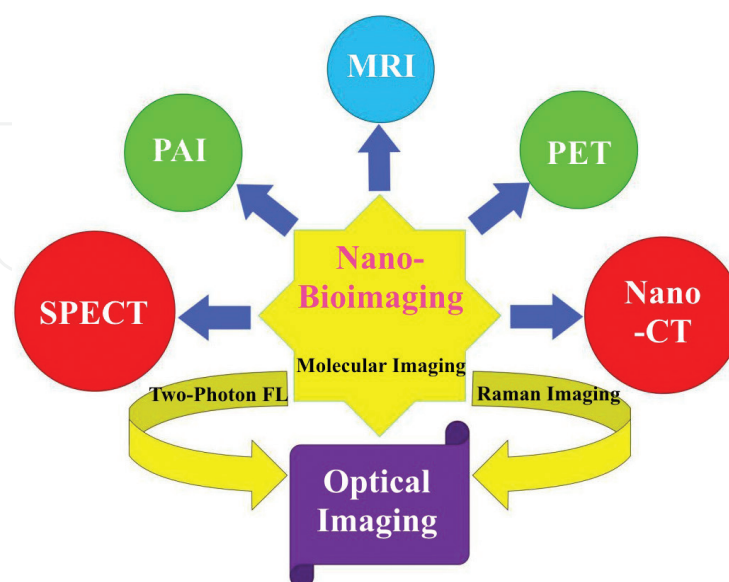 MRI
PAI
PET
Nano-
Bioimaging
SPECT
Nano
-CT
Molecular Imaging
Two-Photon FL
Raman Imaging
Optical
Imaging